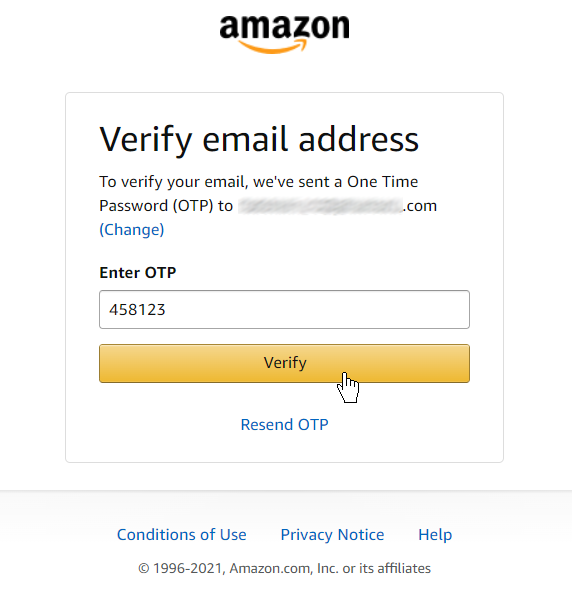 amazon
Verify email address
To verify your email, we've sent a One Time
Password (OTP) to .com
(Change)
Enter OTP
458123
Verify
Resend OTP
Conditions of Use Privacy Notice Help
© 1996-2021, Amazon.com, Inc. or its affiliates